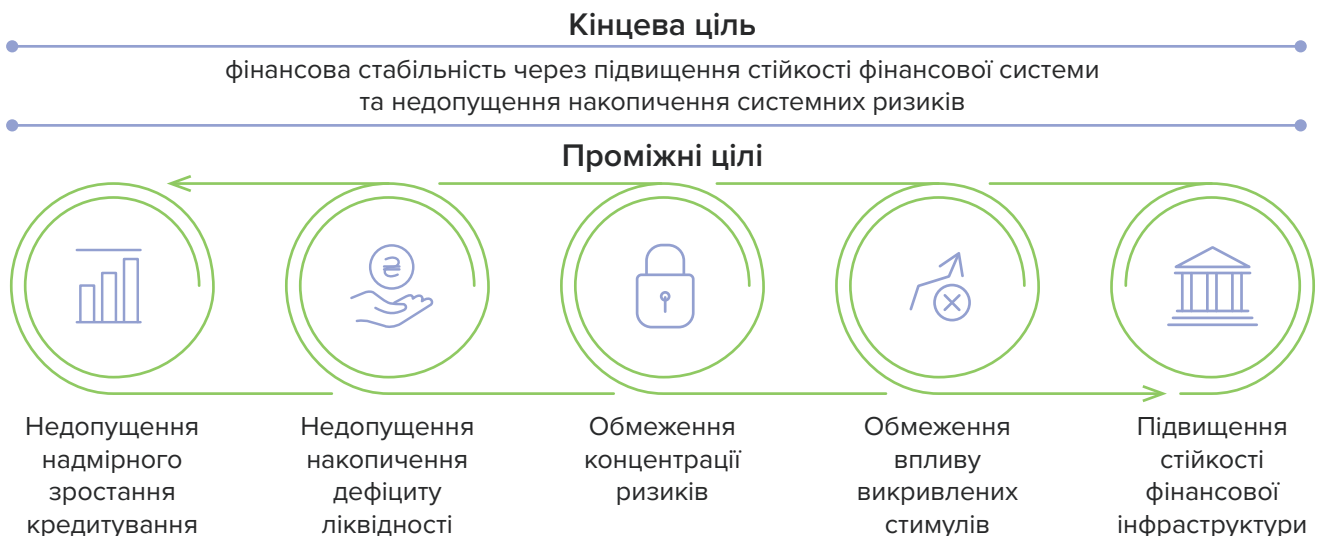 Кінцева ціль
фінансова стабільність через підвищення стійкості фінансової системи
та недопущення накопичення системних ризиків
Проміжні цілі
₴
Недопущення
надмірного
зростання
кредитування
Недопущення
накопичення
дефіциту
ліквідності
Обмеження
концентрації
ризиків
Обмеження
впливу
викривлених
стимулів
Підвищення
стійкості
фінансової
інфраструктури